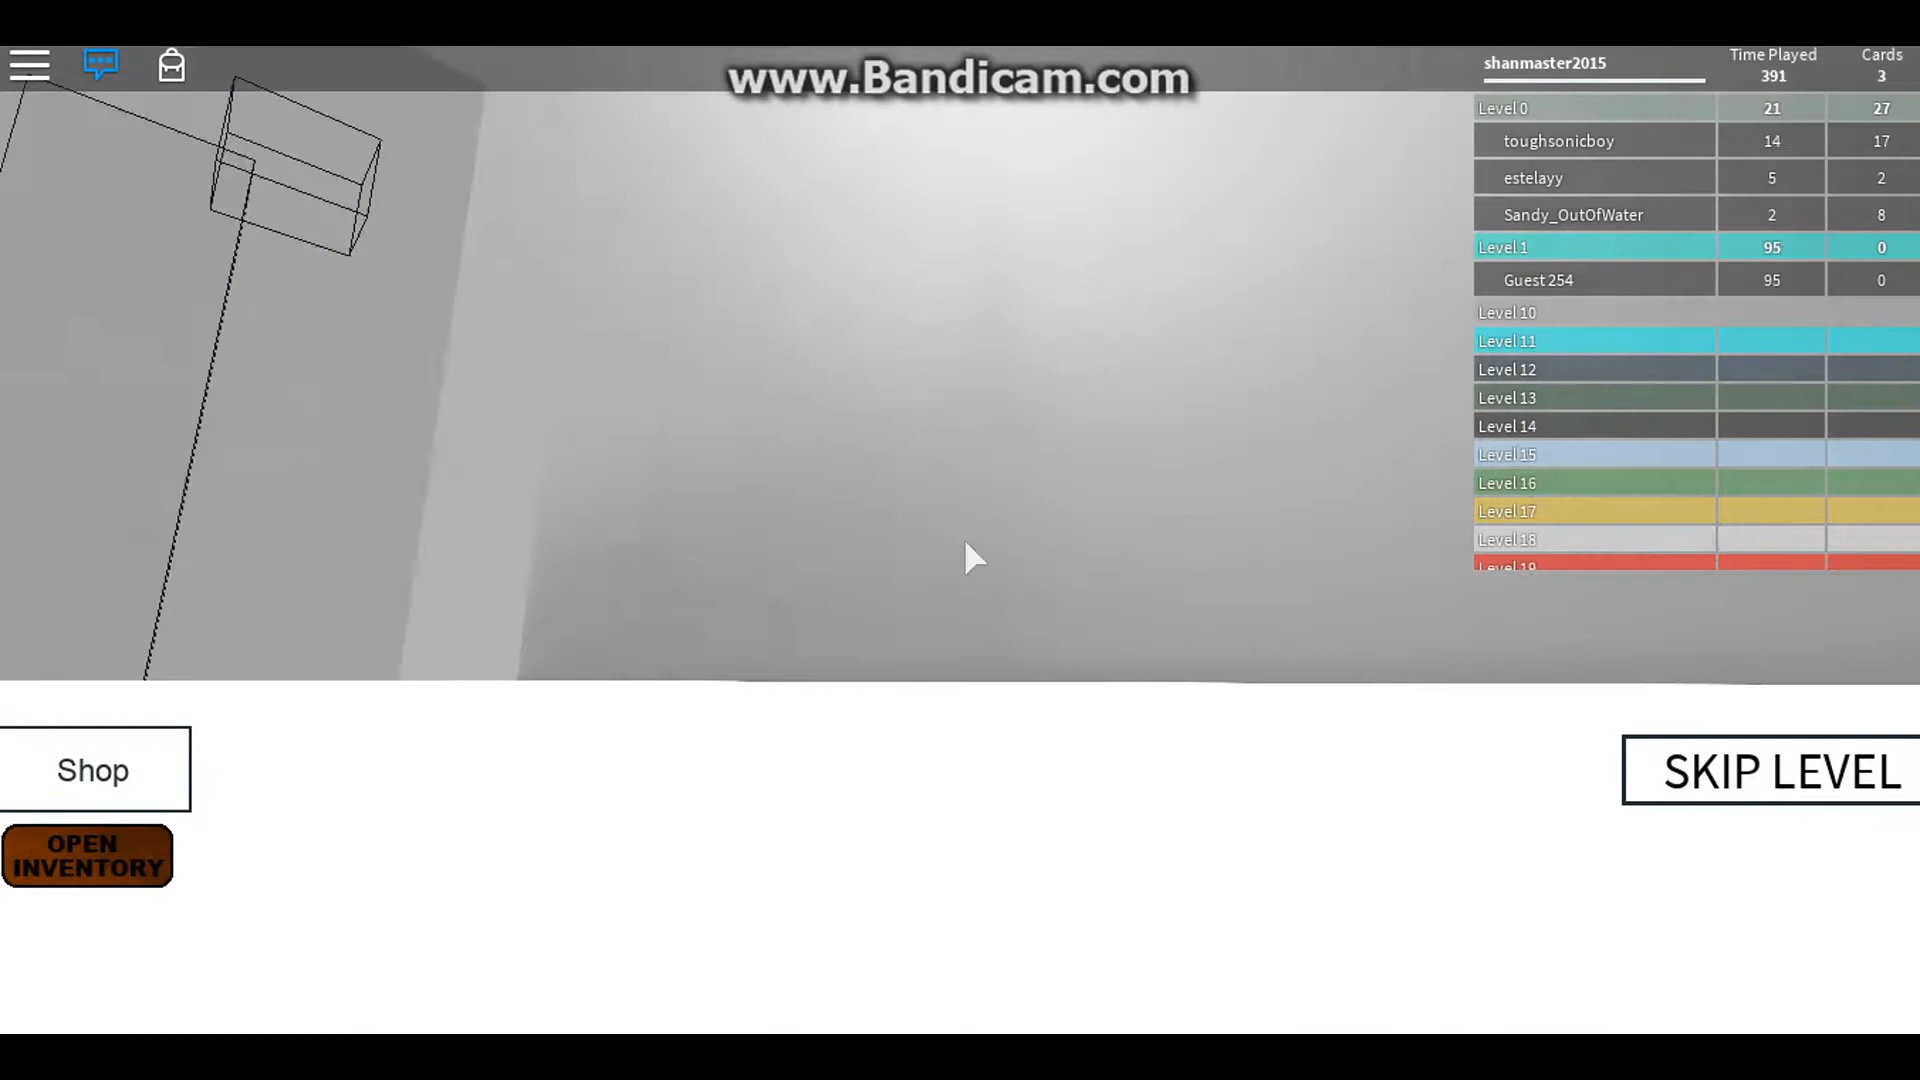 www.Bandicam.com
shanmaster2015 Time Played 391 Cards 3
Level 0 21 27
toughsonicboy 14 17
estelayy 5 2
Sandy_OutOfWater 2 8
Level 1 95 0
Guest 254 95 0
Level 10
Level 11
Level 12
Level 13
Level 14
Level 15
Level 16
Level 17
Level 18
Level 19
Shop
SKIP LEVEL
OPEN
INVENTORY